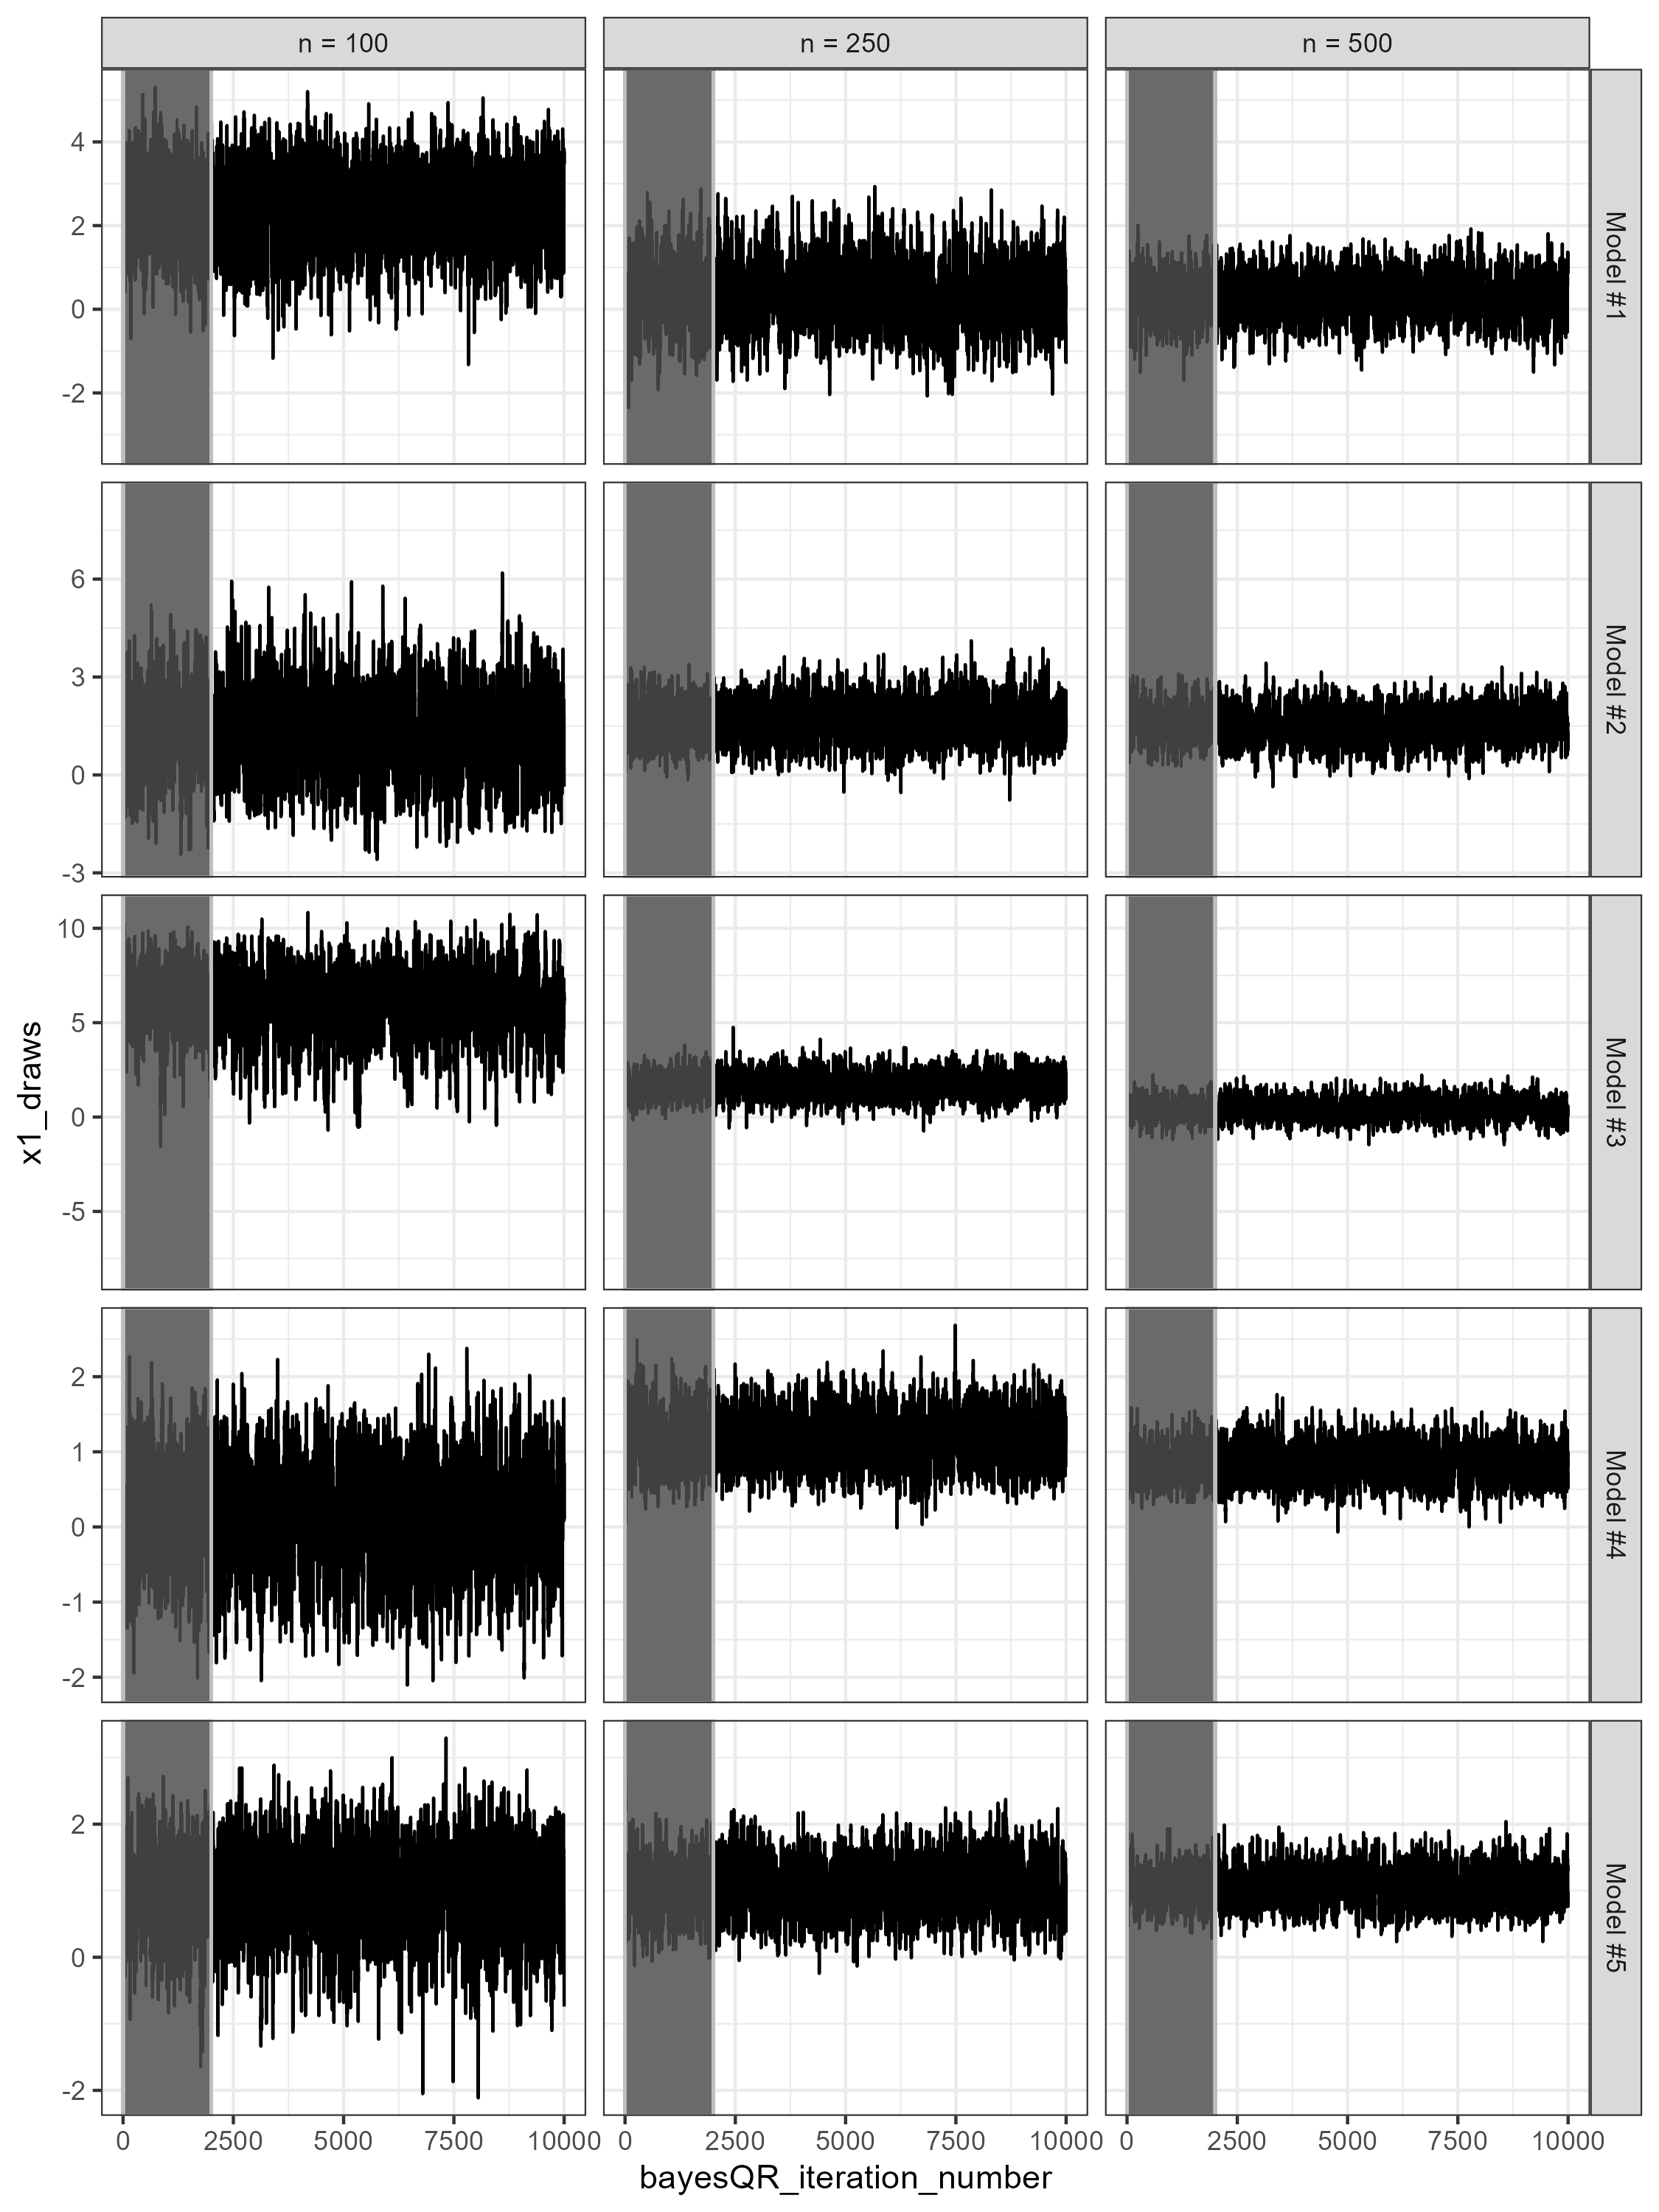 n = 100 n = 250 n = 500
4
2
0
-2
Model #1
6
3
0
-3
Model #2
10
5
0
-5
Model #3
x1_draws
2
1
0
-1
-2
Model #4
2
0
-2
Model #5
0 2500 5000 7500 10000 0 2500 5000 7500 10000 0 2500 5000 7500 10000
bayesQR_iteration_number